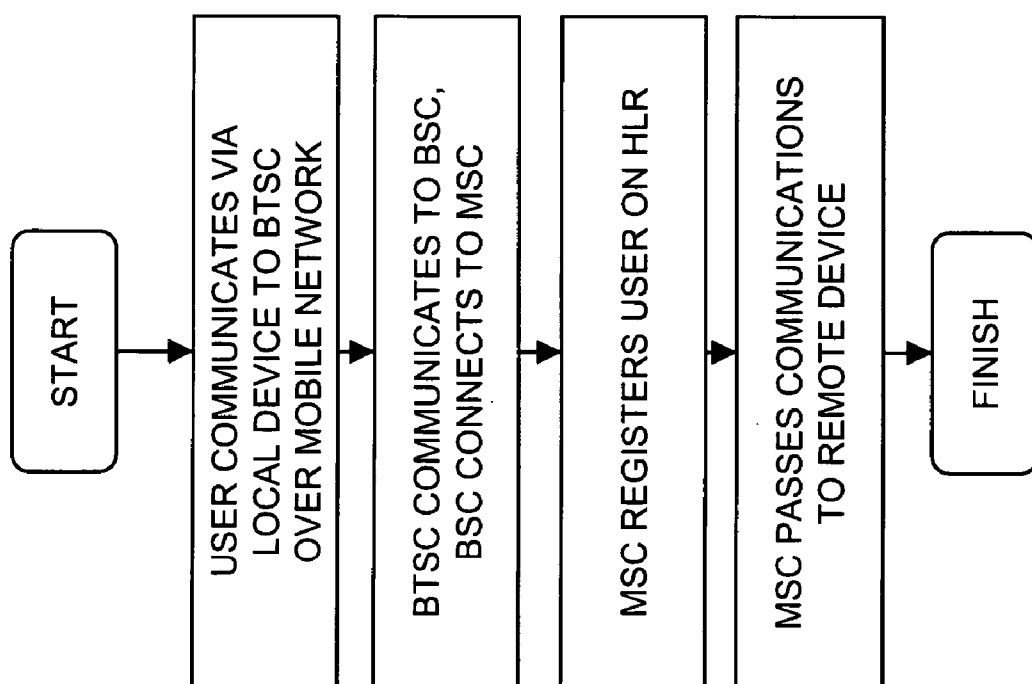 START
USER COMMUNICATES VIA
LOCAL DEVICE TO BTSC
OVER MOBILE NETWORK
BTSC COMMUNICATES TO BSC,
BSC CONNECTS TO MSC
MSC REGISTERS USER ON HLR
MSC PASSES COMMUNICATIONS
TO REMOTE DEVICE
FINISH